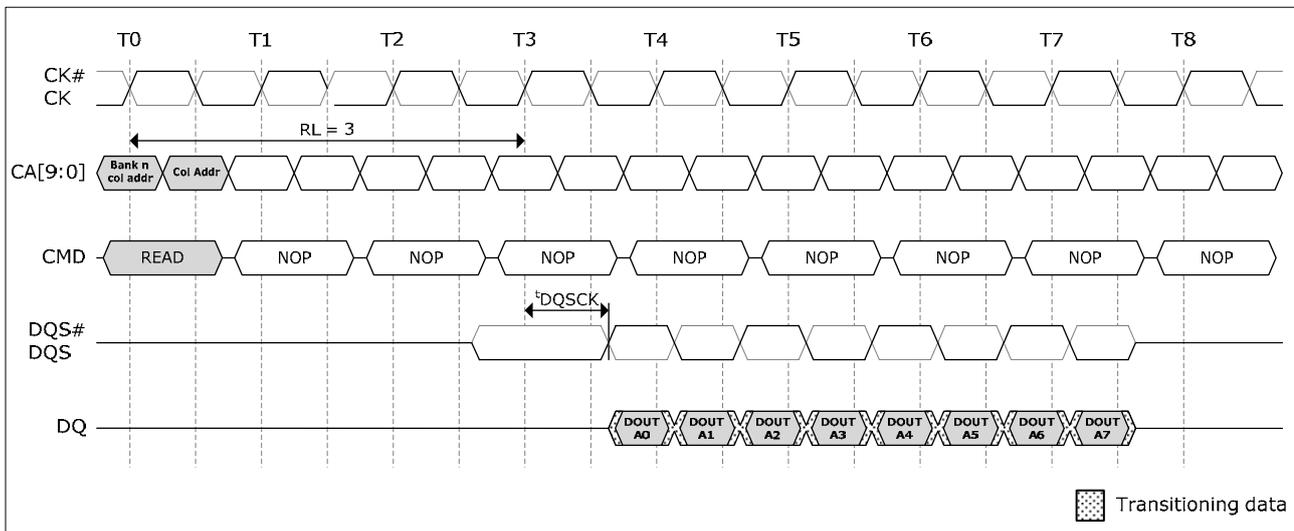 T0 T1 T2 T3 T4 T5 T6 T7 T8
CK#
CK
RL = 3
CA[9:0]
Bank n
col addr
Col Addr
CMD
READ NOP NOP NOP NOP NOP NOP NOP NOP
tDQSCK
DQS#
DQS
DQ
DOUT DOUT DOUT DOUT DOUT DOUT DOUT DOUT
A0 A1 A2 A3 A4 A5 A6 A7
Transitioning data